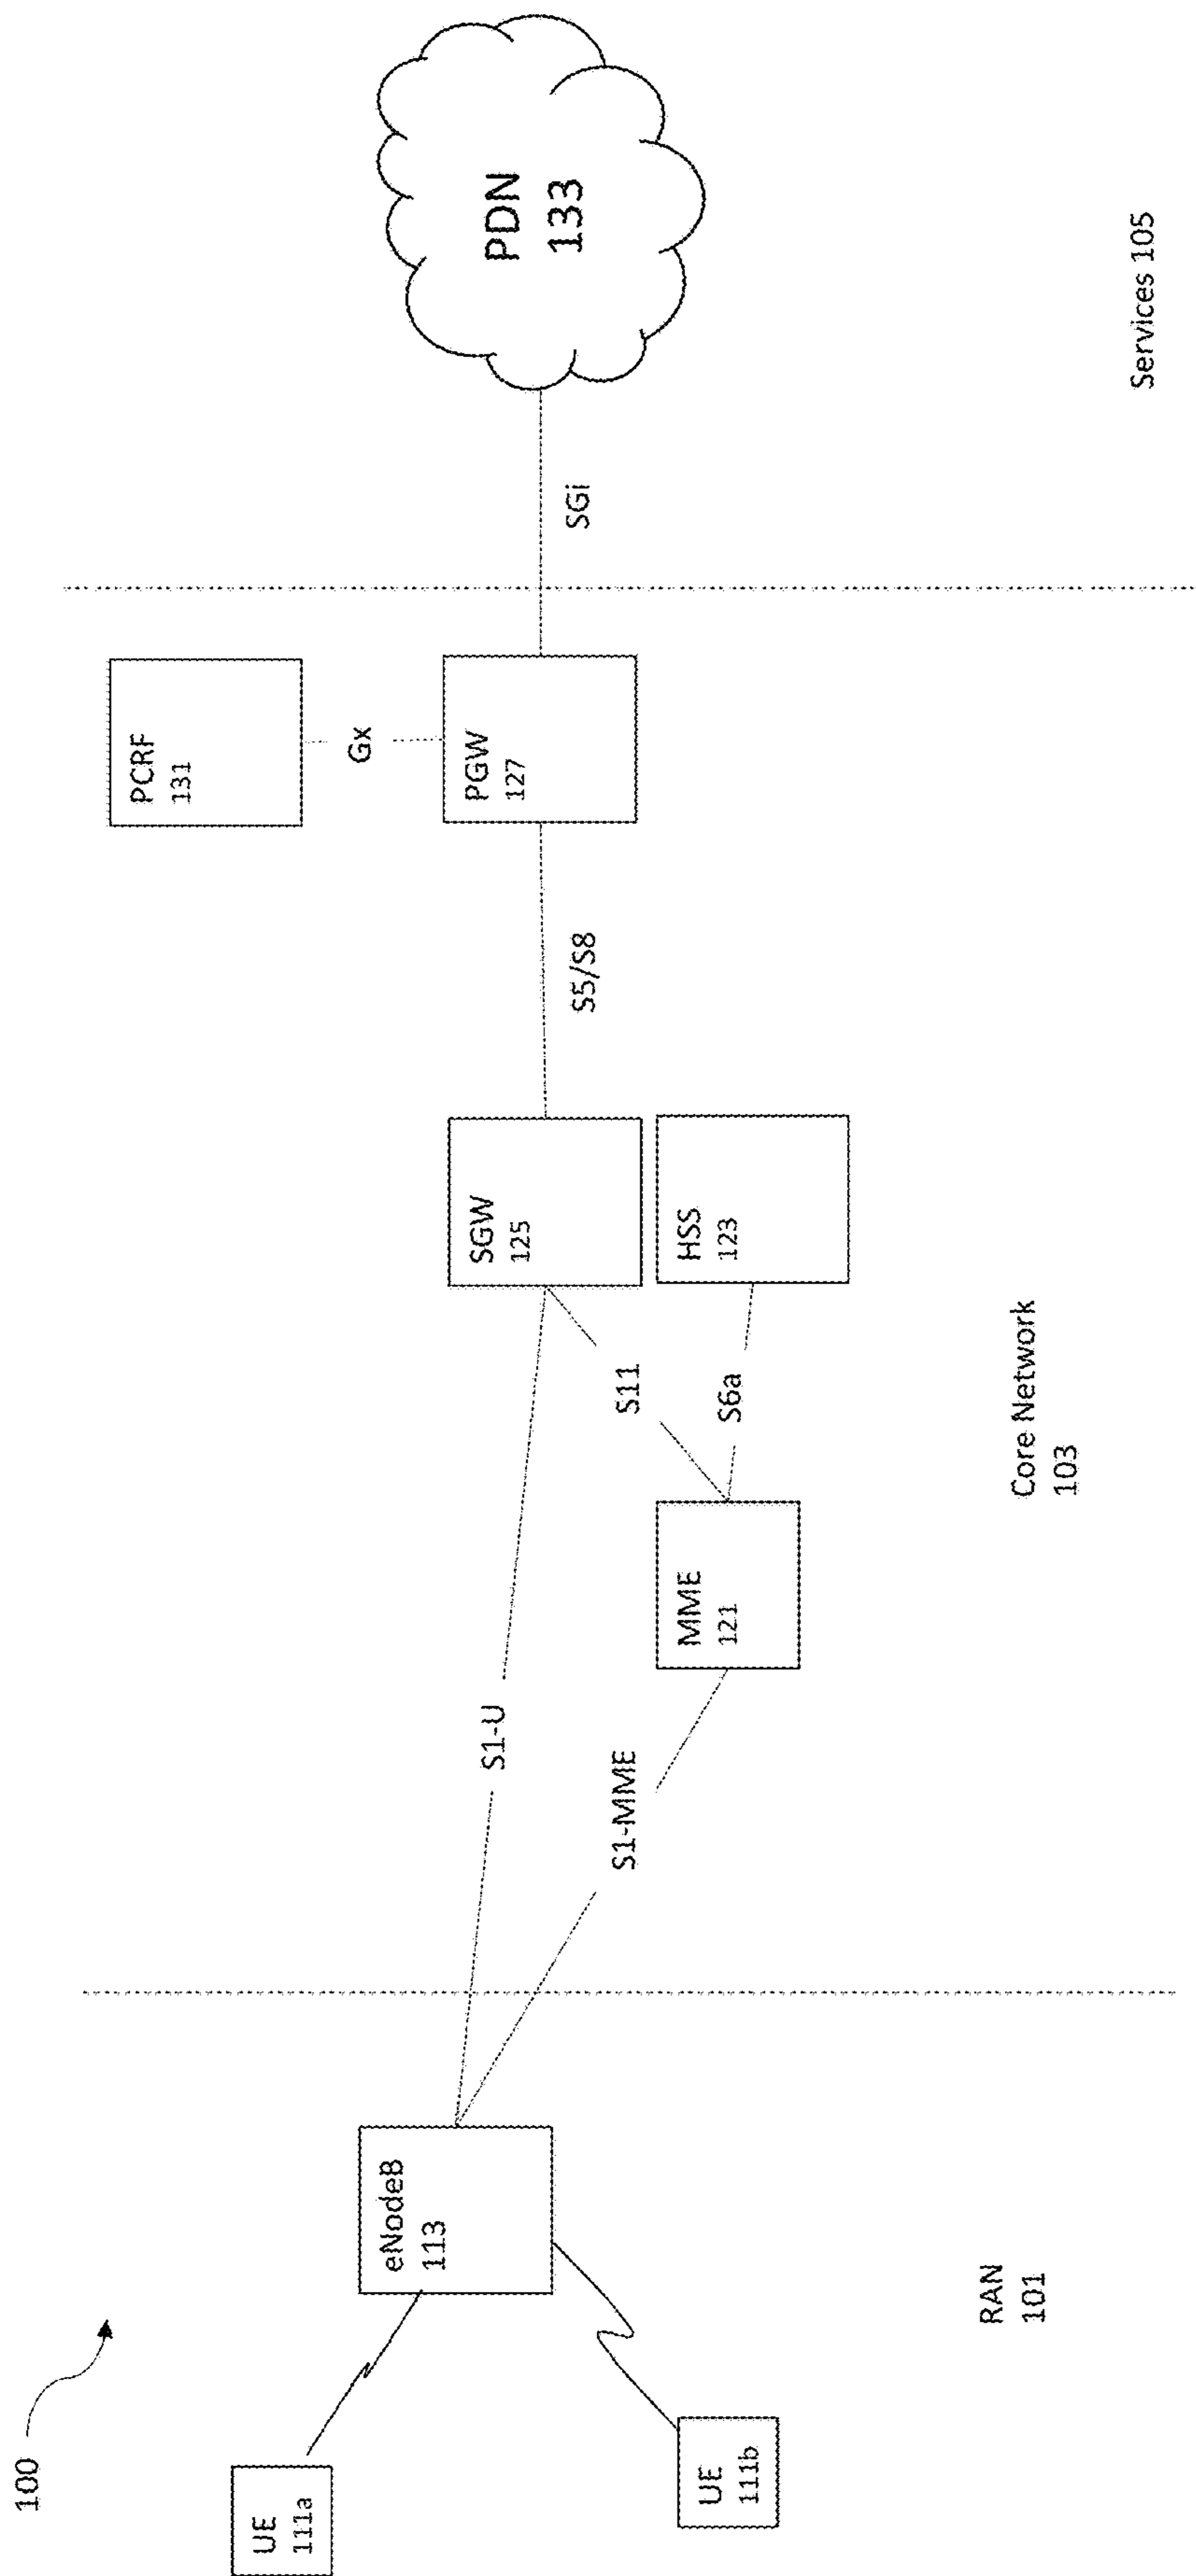 100
UE
111a
UE
111b
eNodeB
113
RAN
101
S1-U
S1-MME
MME
121
S11
S6a
SGW
125
HSS
123
Core Network
103
S5/S8
PCRF
131
Gx
PGW
127
SGi
PDN
133
Services 105